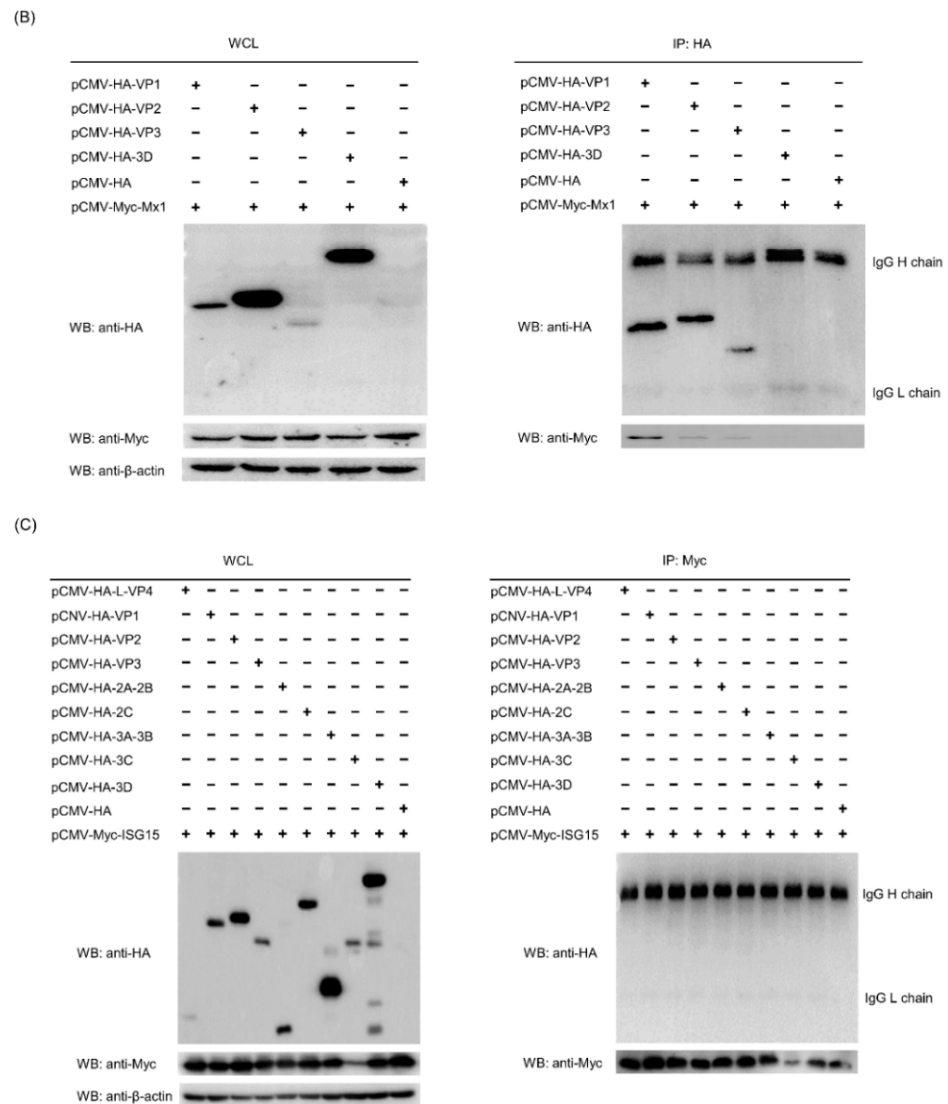 (B)
WCL
pCMV-HA-VP1 + − − − −
pCMV-HA-VP2 − + − − −
pCMV-HA-VP3 − − + − −
pCMV-HA-3D − − − + −
pCMV-HA − − − − +
pCMV-Myc-Mx1 + + + + +
WB: anti-HA
WB: anti-Myc
WB: anti-β-actin
IP: HA
pCMV-HA-VP1 + − − − −
pCMV-HA-VP2 − + − − −
pCMV-HA-VP3 − − + − −
pCMV-HA-3D − − − + −
pCMV-HA − − − − +
pCMV-Myc-Mx1 + + + + +
IgG H chain
WB: anti-HA
IgG L chain
WB: anti-Myc
(C)
WCL
pCMV-HA-L-VP4 + − − − − − − − − −
pCNV-HA-VP1 − + − − − − − − − −
pCMV-HA-VP2 − − + − − − − − − −
pCMV-HA-VP3 − − − + − − − − − −
pCMV-HA-2A-2B − − − − + − − − − −
pCMV-HA-2C − − − − − + − − − −
pCMV-HA-3A-3B − − − − − − + − − −
pCMV-HA-3C − − − − − − − + − −
pCMV-HA-3D − − − − − − − − + −
pCMV-HA − − − − − − − − − +
pCMV-Myc-ISG15 + + + + + + + + + +
WB: anti-HA
WB: anti-Myc
WB: anti-β-actin
IP: Myc
pCMV-HA-L-VP4 + − − − − − − − − −
pCNV-HA-VP1 − + − − − − − − − −
pCMV-HA-VP2 − − + − − − − − − −
pCMV-HA-VP3 − − − + − − − − − −
pCMV-HA-2A-2B − − − − + − − − − −
pCMV-HA-2C − − − − − + − − − −
pCMV-HA-3A-3B − − − − − − + − − −
pCMV-HA-3C − − − − − − − + − −
pCMV-HA-3D − − − − − − − − + −
pCMV-HA − − − − − − − − − +
pCMV-Myc-ISG15 + + + + + + + + + +
IgG H chain
WB: anti-HA
IgG L chain
WB: anti-Myc